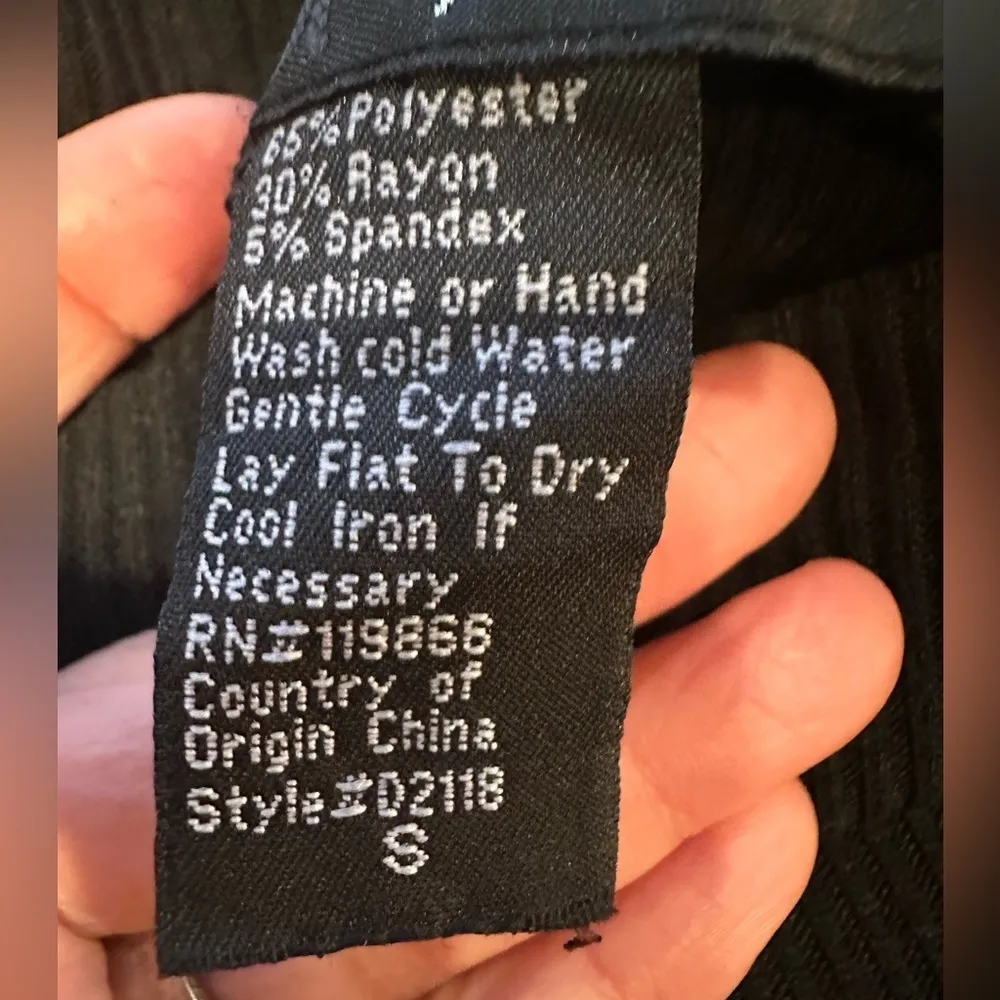 65% Polyester
30% Rayon
5% Spandex
Machine or Hand
Wash cold Water
Gentle Cycle
Lay Flat To Dry
Cool Iron If
Necessary
RN#119866
Country of
Origin China
Style#D2118
S